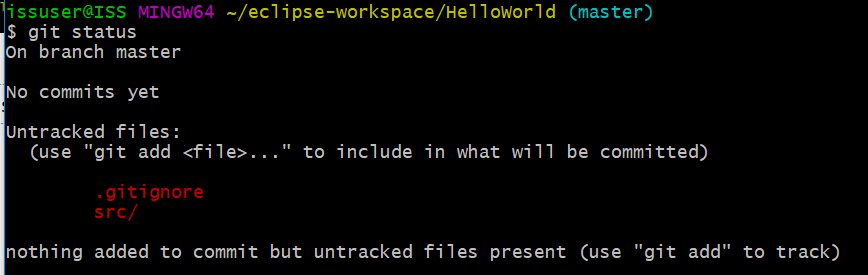 issuser@ISS MINGW64 ~/eclipse-workspace/HelloWorld (master)
$ git status
On branch master
No commits yet
Untracked files:
(use "git add <file>..." to include in what will be committed)
.gitignore
src/
nothing added to commit but untracked files present (use "git add" to track)